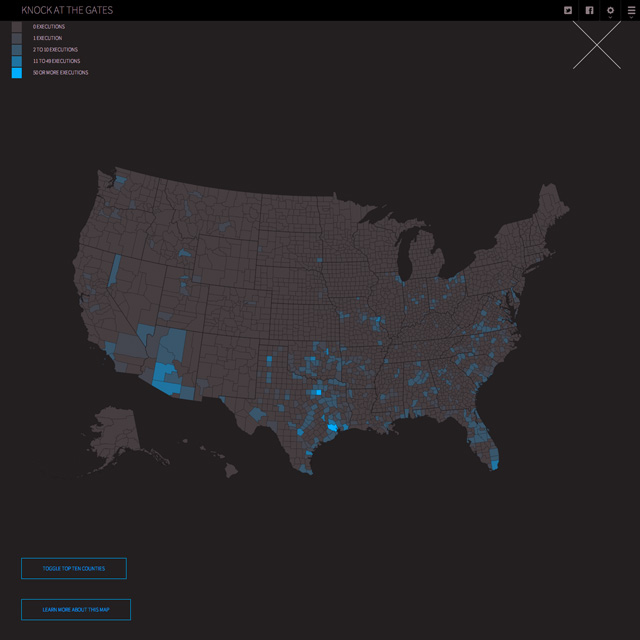 KNOCK AT THE GATES
0 EXECUTIONS
1 EXECUTION
2 TO 10 EXECUTIONS
11 TO 49 EXECUTIONS
50 OR MORE EXECUTIONS
TOGGLE TOP TEN COUNTIES
LEARN MORE ABOUT THIS MAP